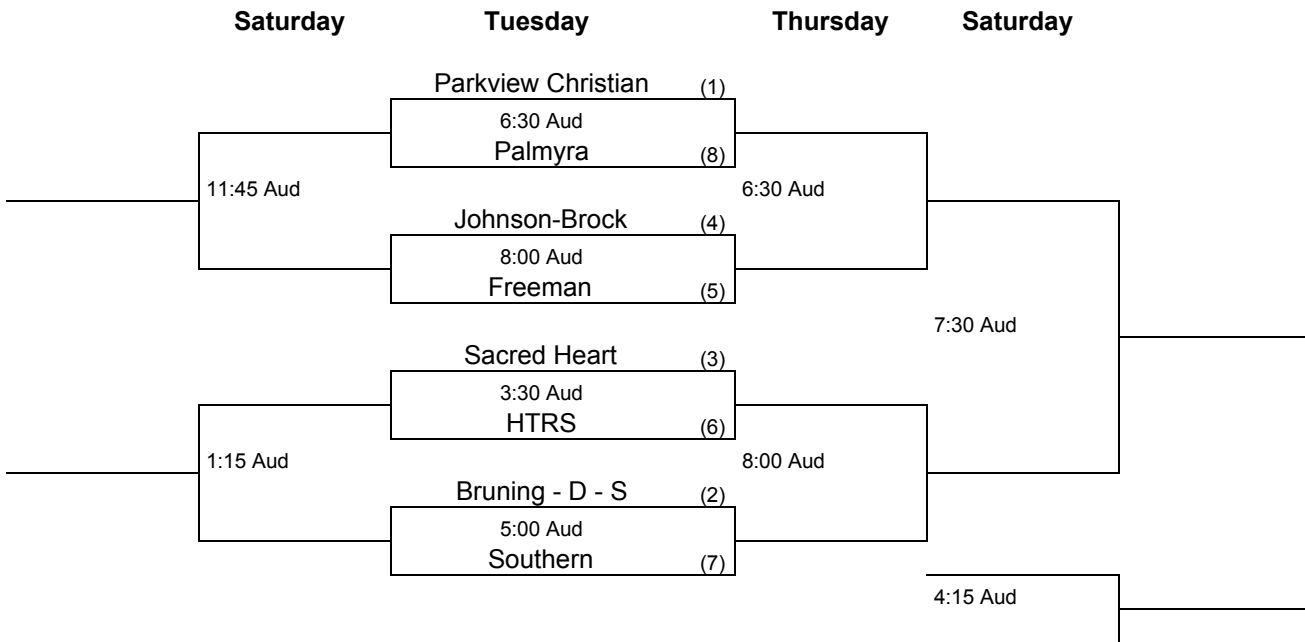 Saturday Tuesday Thursday Saturday
Parkview Christian (1)
6:30 Aud
Palmyra (8)
11:45 Aud 6:30 Aud
Johnson-Brock (4)
8:00 Aud
Freeman (5)
7:30 Aud
Sacred Heart (3)
3:30 Aud
HTRS (6)
1:15 Aud 8:00 Aud
Bruning - D - S (2)
5:00 Aud
Southern (7)
4:15 Aud